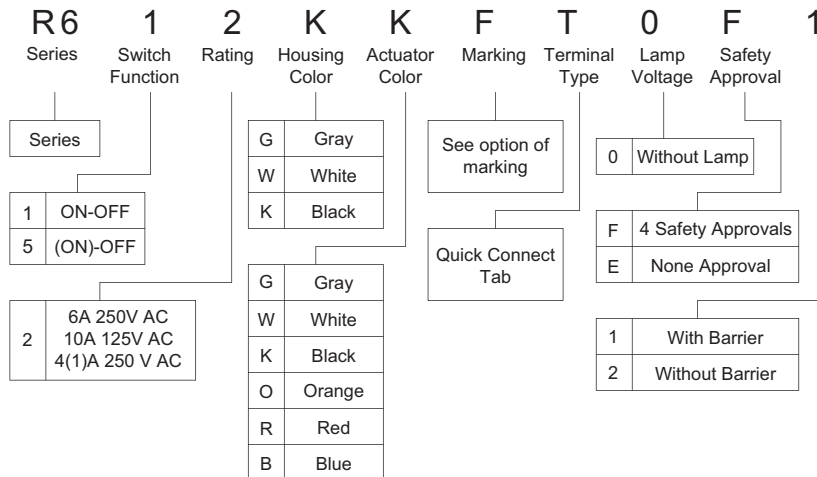 R6 1 2 K K F T 0 F 1
Series Switch Function Rating Housing Color Actuator Color Marking Terminal Type Lamp Voltage Safety Approval
Series
1 ON-OFF
5 (ON)-OFF
2 6A 250V AC
10A 125V AC
4(1)A 250 V AC
G Gray
W White
K Black
G Gray
W White
K Black
O Orange
R Red
B Blue
See option of
marking
Quick Connect
Tab
0 Without Lamp
F 4 Safety Approvals
E None Approval
1 With Barrier
2 Without Barrier